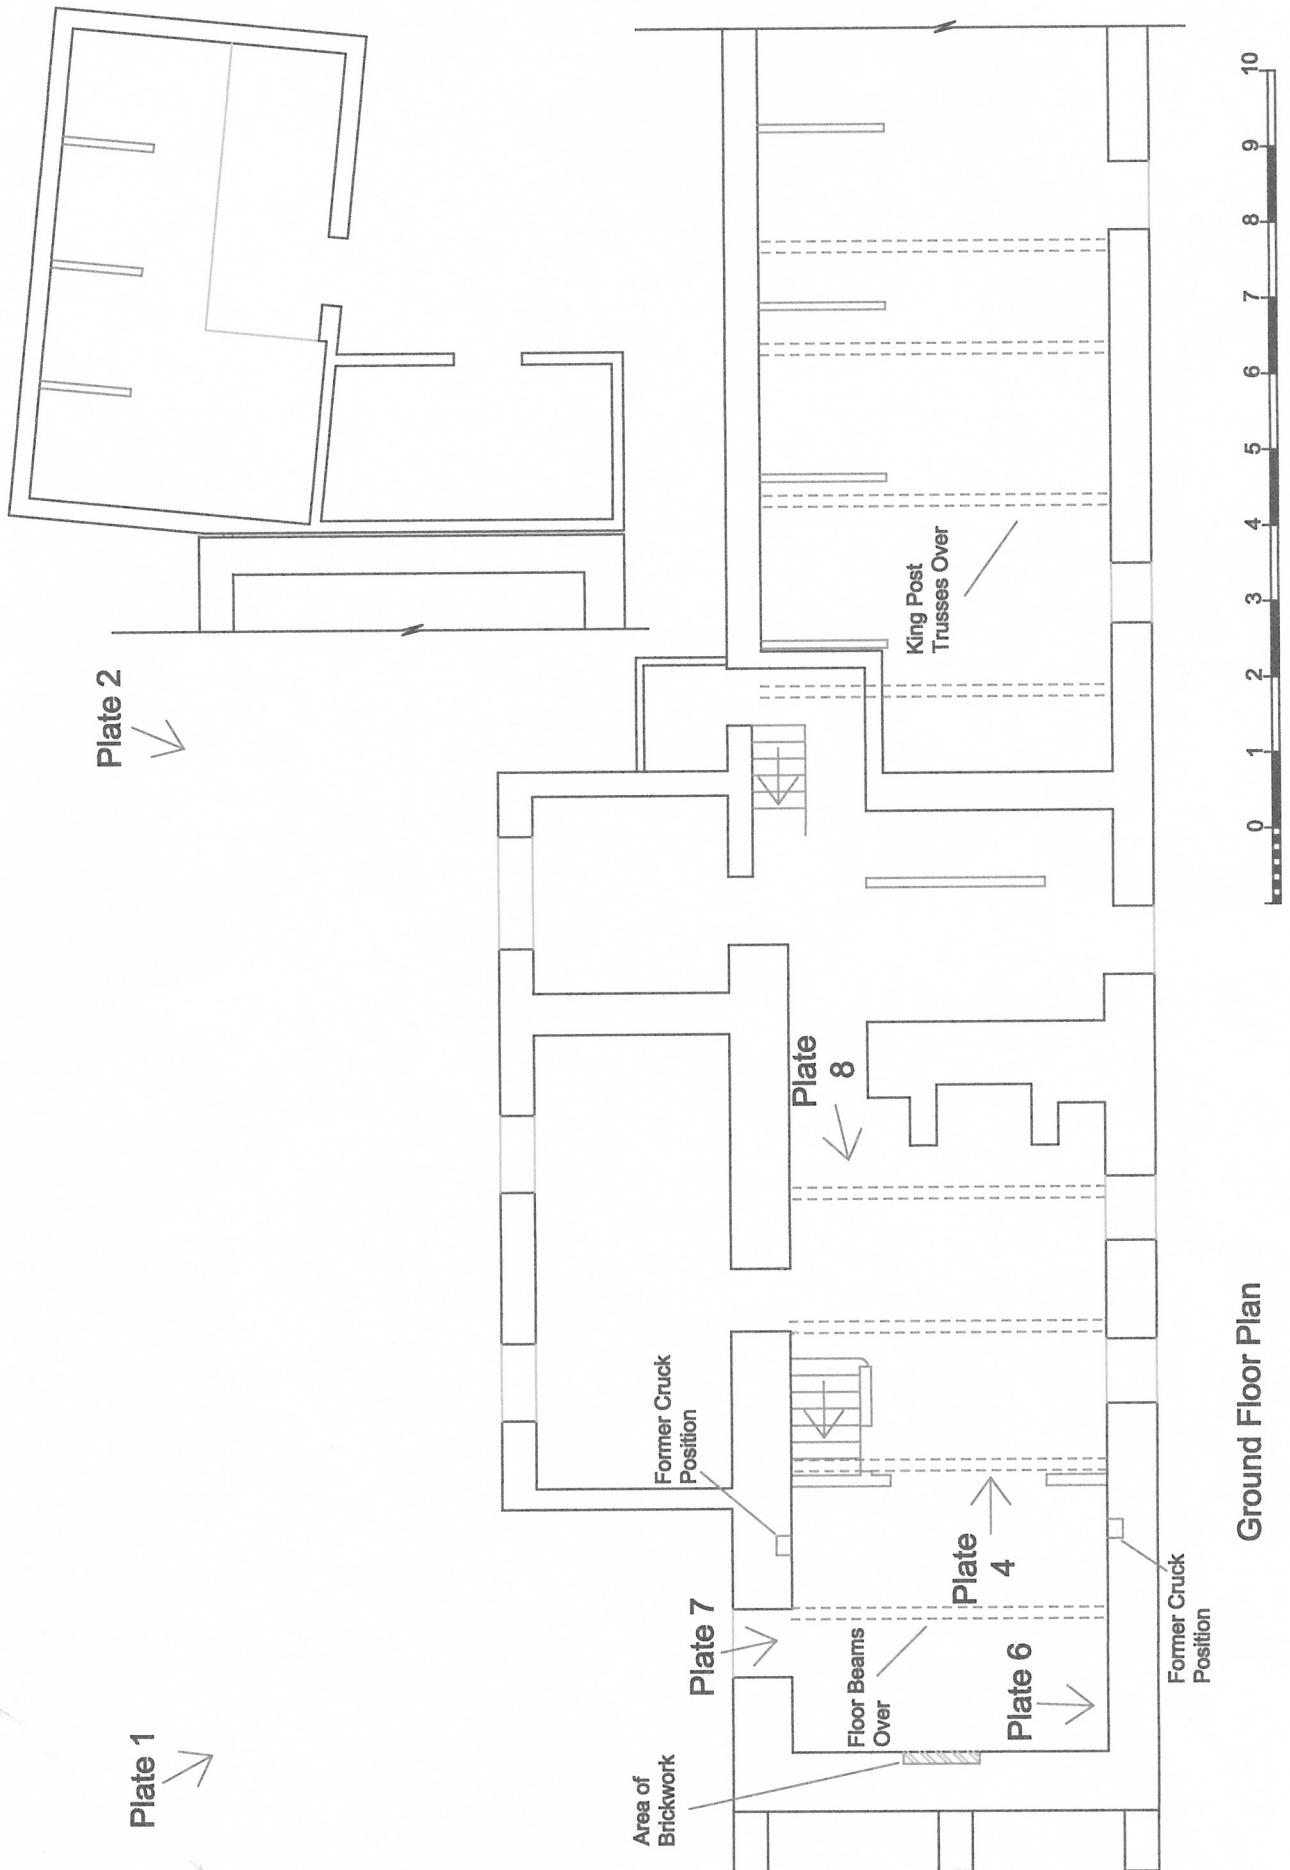 Plate 1
Plate 2
Former Cruck
Position
Plate 7
Area of
Brickwork
Floor Beams
Over
Plate
8
Plate
4
Plate 6
King Post
Trusses Over
Former Cruck
Position
Ground Floor Plan
0 1 2 3 4 5 6 7 8 9 10